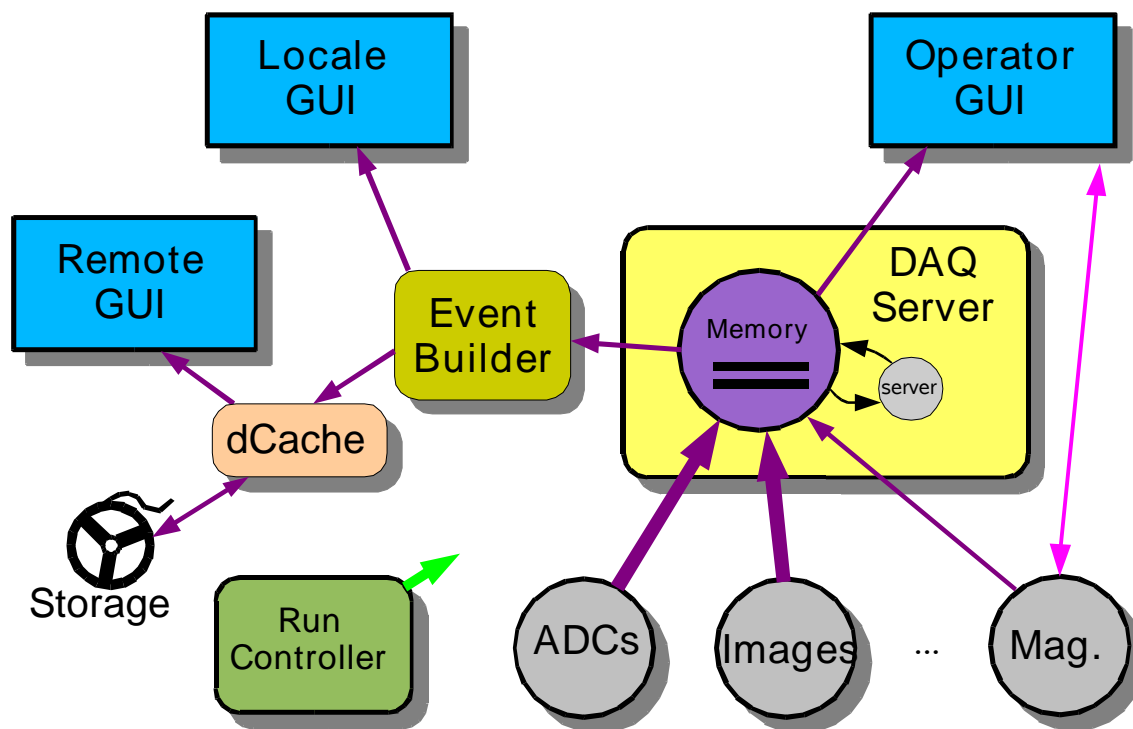 Locale
GUI
Operator
GUI
Remote
GUI
Event
Builder
DAQ
Server
Memory
server
dCache
Storage
Run
Controller
ADCs
Images
...
Mag.